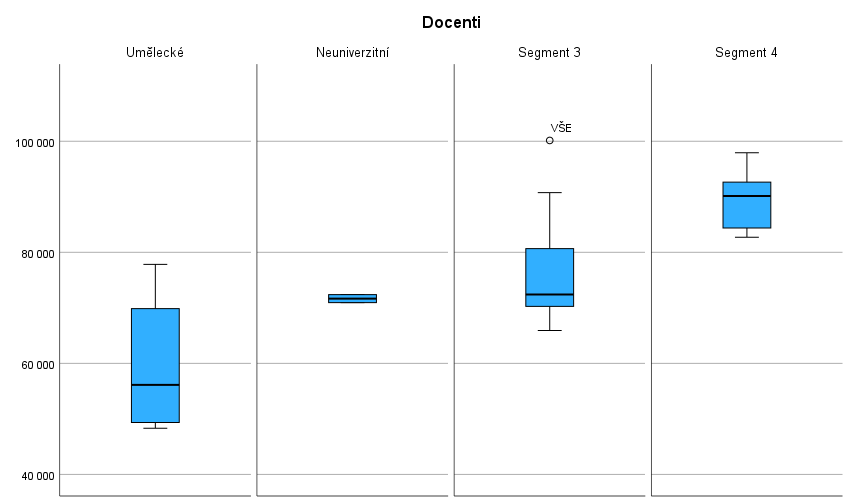 Docenti
Umělecké
Neuniverzitní
Segment 3
Segment 4
VŠE
100 000
80 000
60 000
40 000